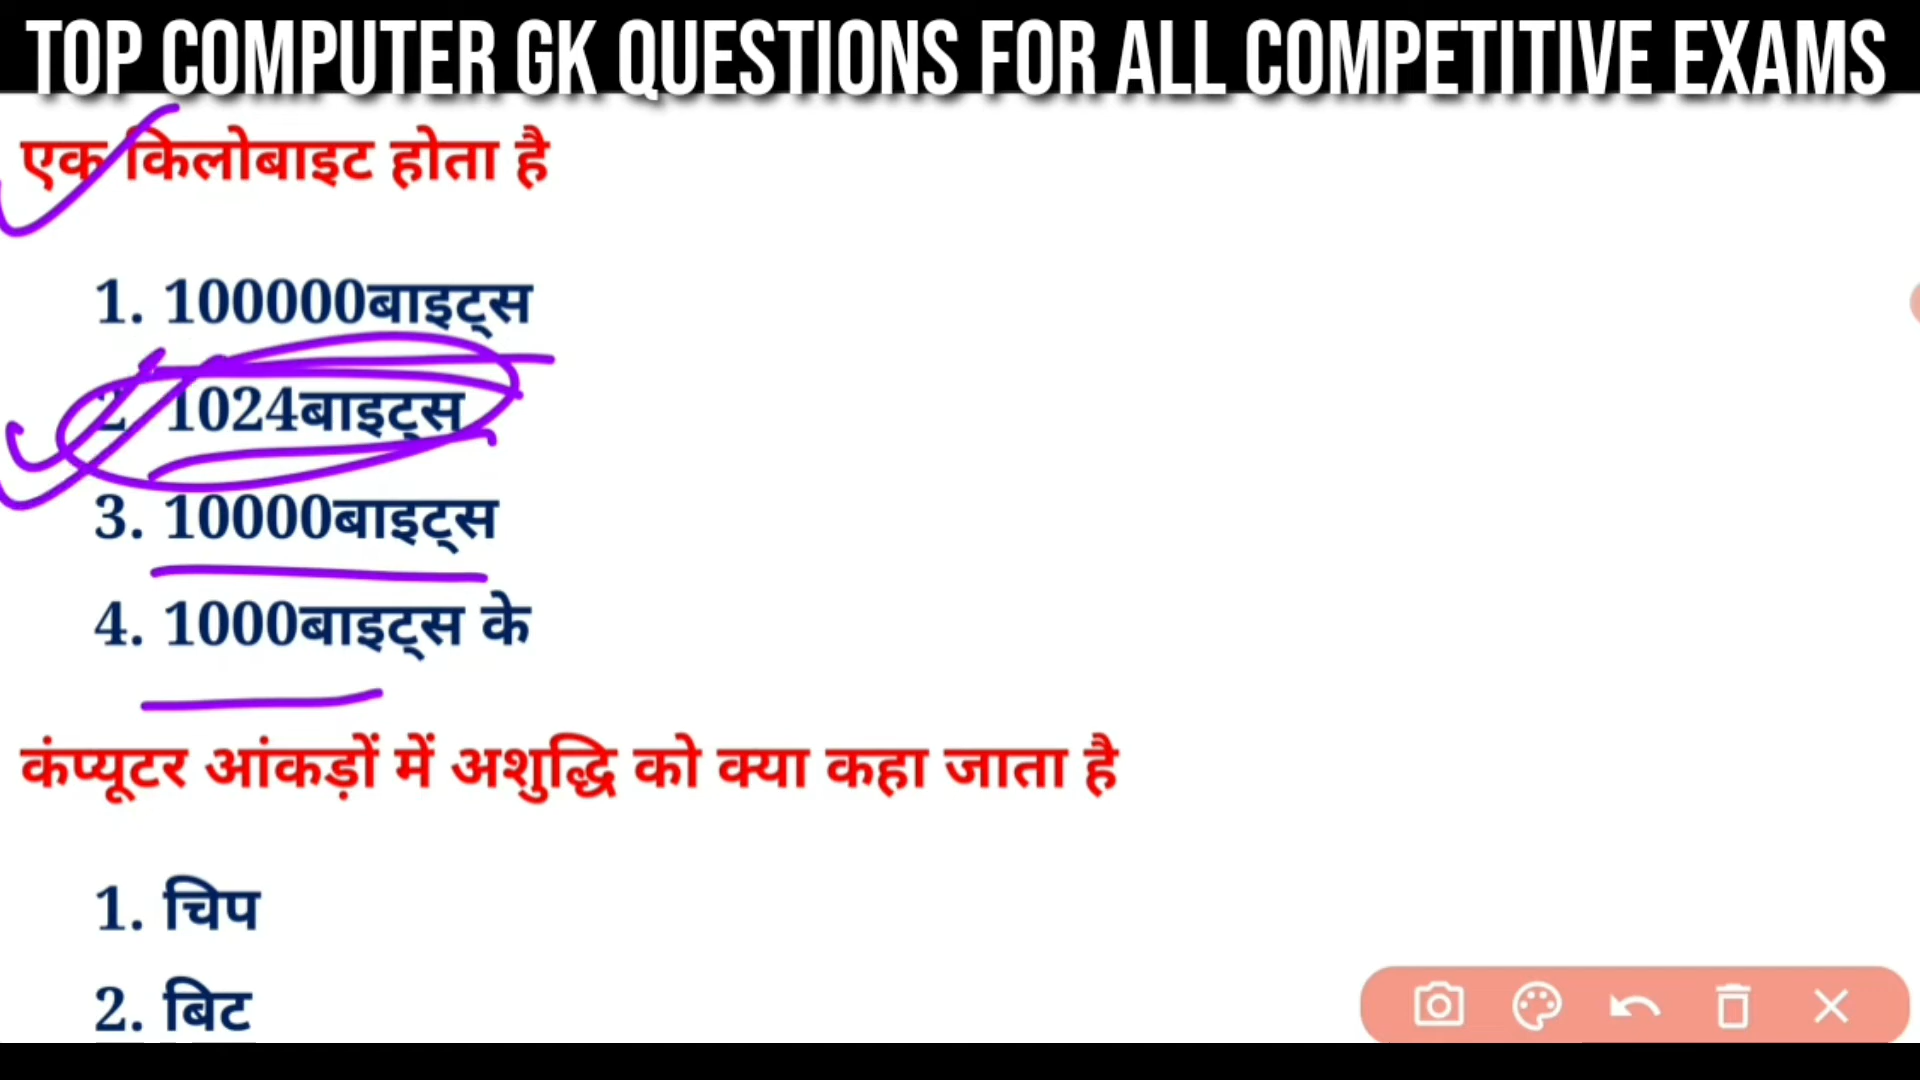 TOP COMPUTER GK QUESTIONS FOR ALL COMPETITIVE EXAMS
एक किलोबाइट होता है
1. 100000बाइट्स
2. 1024बाइट्स
3. 10000बाइट्स
4. 1000बाइट्स के
कंप्यूटर आंकड़ों में अशुद्धि को क्या कहा जाता है
1. चिप
2. बिट